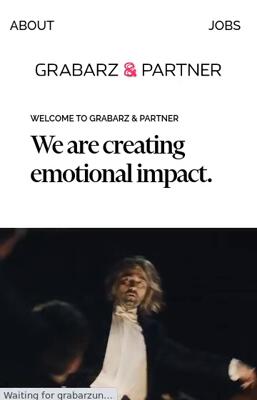 ABOUT
JOBS
GRABARZ & PARTNER
WELCOME TO GRABARZ & PARTNER
We are creating
emotional impact.
Waiting for grabarzun...